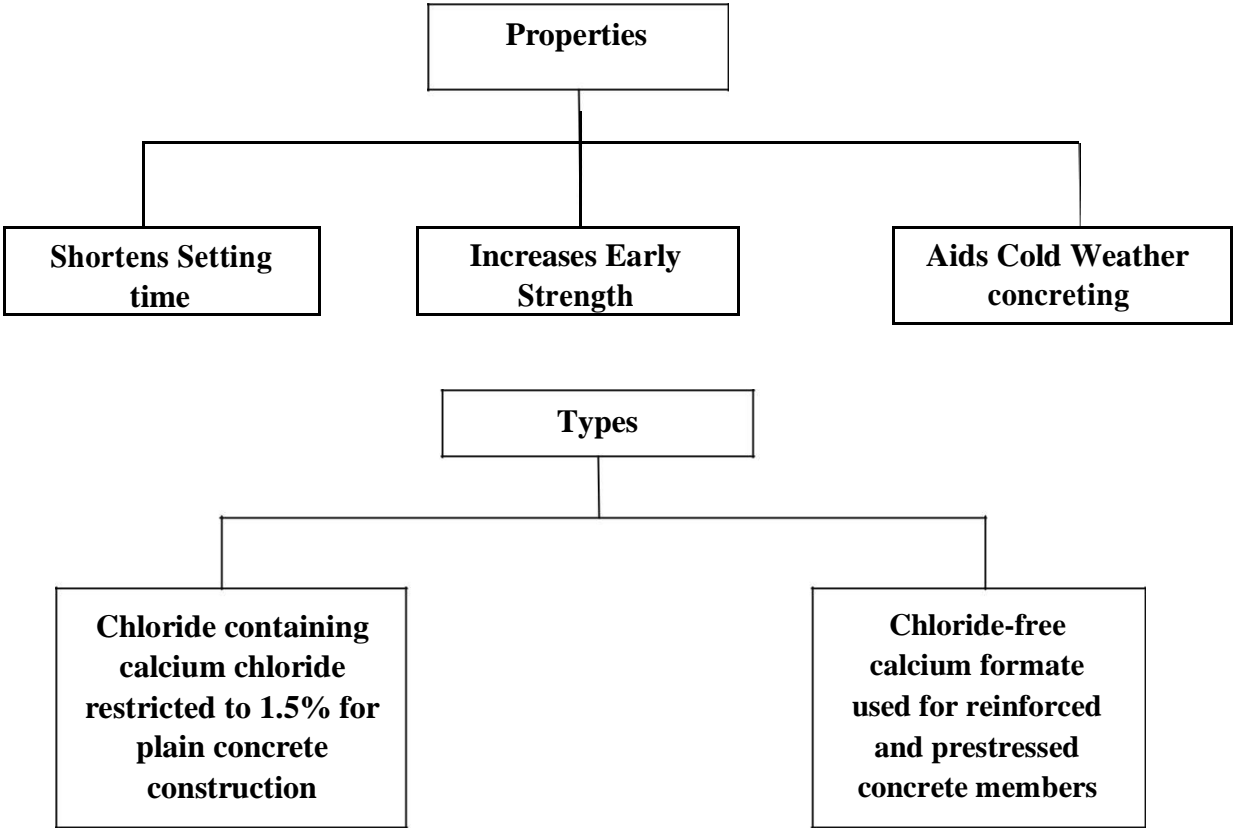 Properties
Shortens Setting
time
Increases Early
Strength
Aids Cold Weather
concreting
Types
Chloride containing
calcium chloride
restricted to 1.5% for
plain concrete
construction
Chloride-free
calcium formate
used for reinforced
and prestressed
concrete members